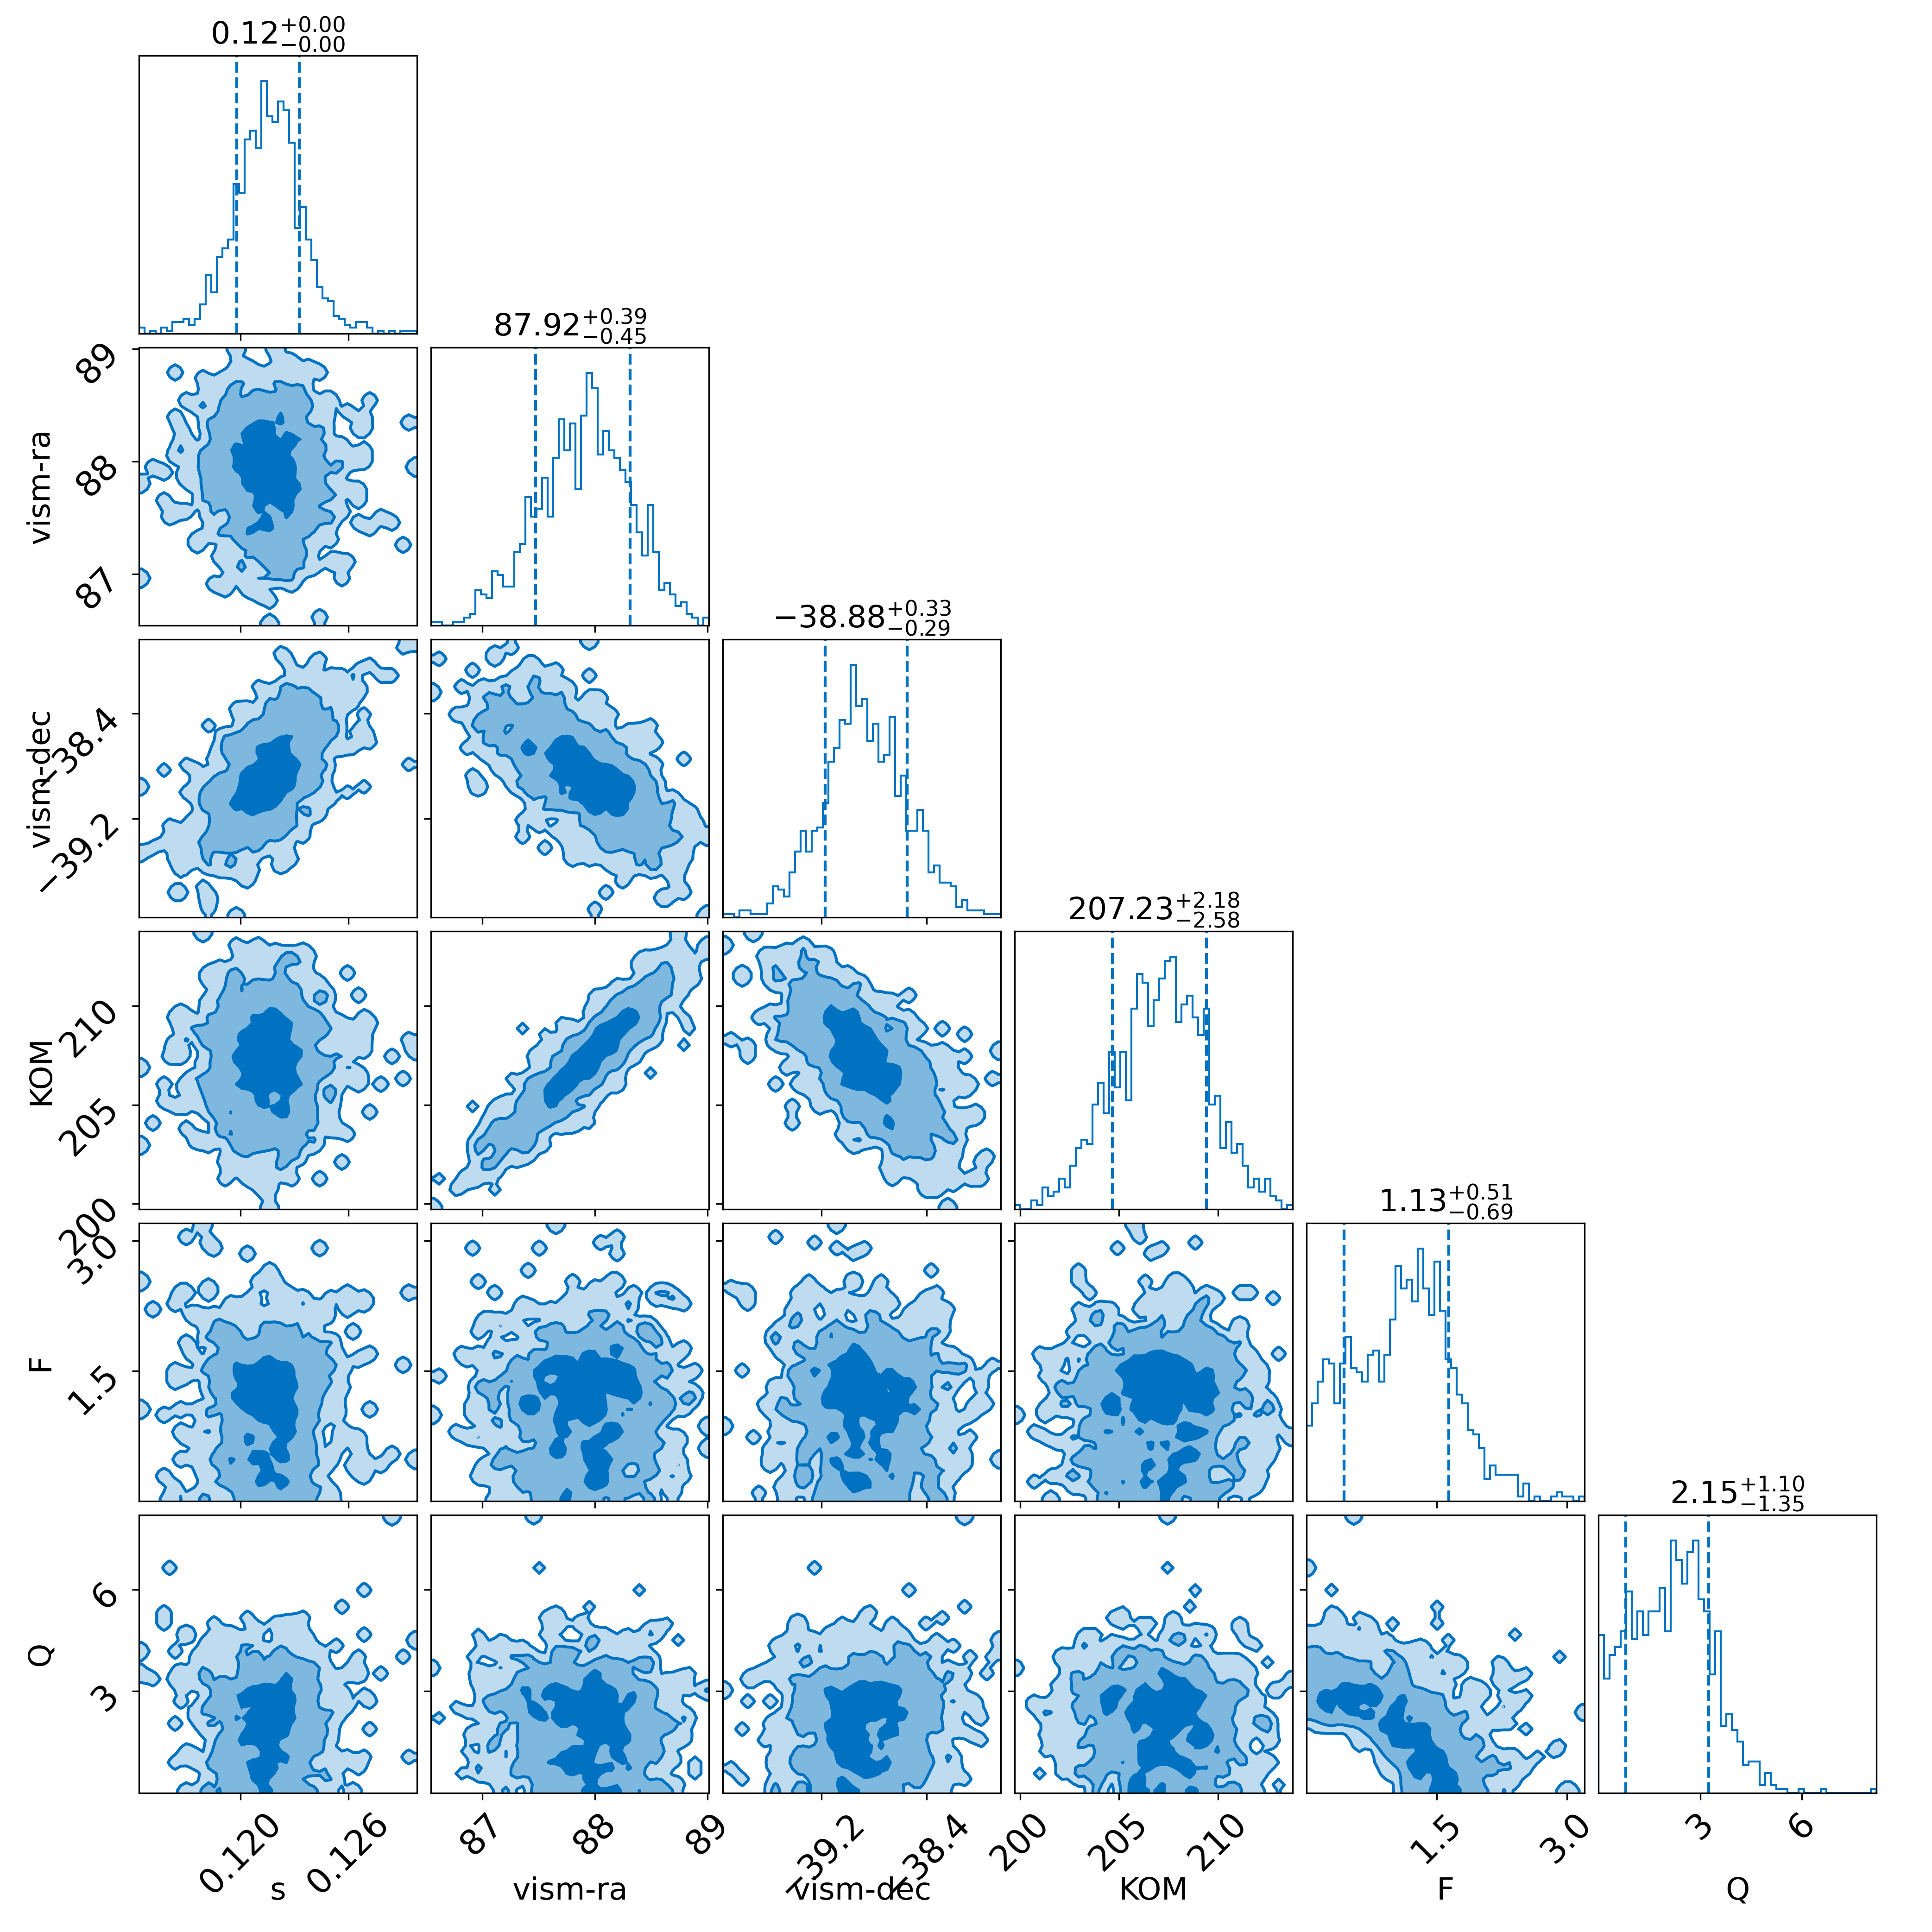 0.12+0.00−0.00
87.92+0.39−0.45
89
88
87
vism-ra
−38.88+0.33−0.29
−38.4
−39.2
vism-dec
207.23+2.18−2.58
210
205
200
KOM
1.13+0.51−0.69
3.0
1.5
F
2.15+1.10−1.35
6
3
Q
0.120 0.126 87 88 89 −39.2 −38.4 200 205 210 1.5 3.0 3 6
s vism-ra vism-dec KOM F Q